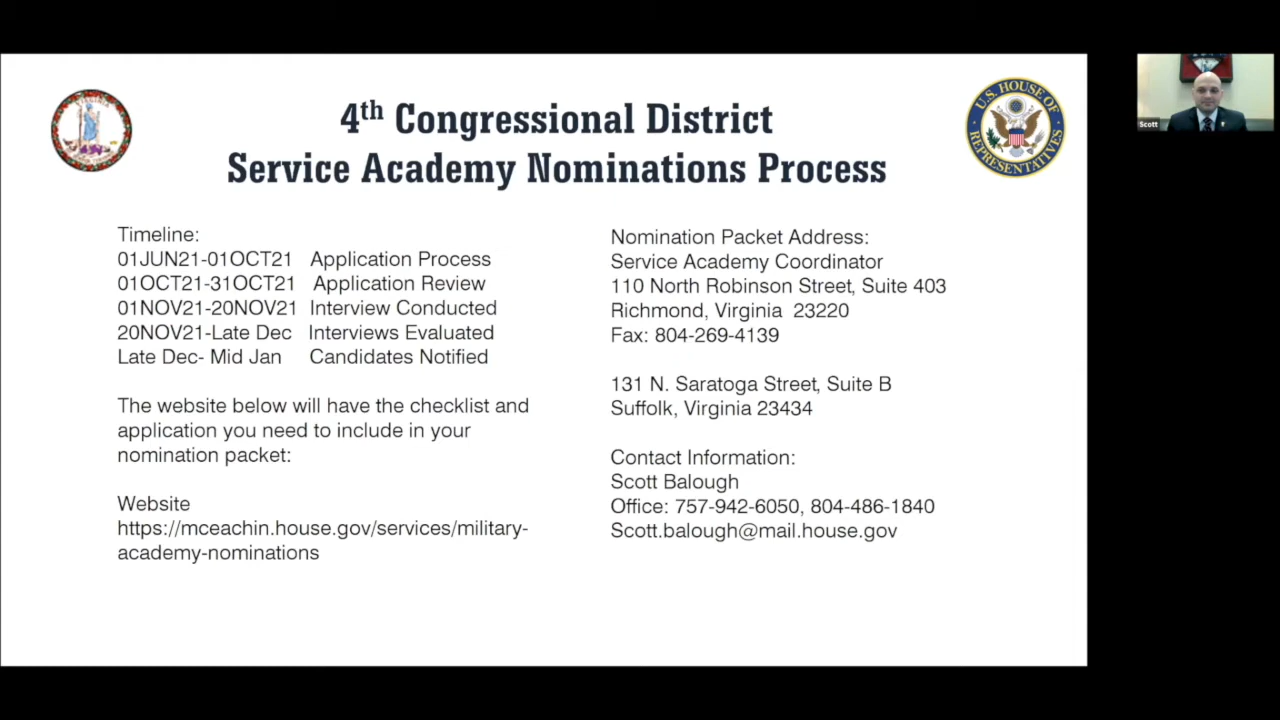 4th Congressional District
Service Academy Nominations Process
U.S. HOUSE OF
REPRESENTATIVES
Scott
Timeline:
01JUN21-01OCT21 Application Process
01OCT21-31OCT21 Application Review
01NOV21-20NOV21 Interview Conducted
20NOV21-Late Dec Interviews Evaluated
Late Dec- Mid Jan Candidates Notified
The website below will have the checklist and
application you need to include in your
nomination packet:
Website
https://mceachin.house.gov/services/military-
academy-nominations
Nomination Packet Address:
Service Academy Coordinator
110 North Robinson Street, Suite 403
Richmond, Virginia 23220
Fax: 804-269-4139
131 N. Saratoga Street, Suite B
Suffolk, Virginia 23434
Contact Information:
Scott Balough
Office: 757-942-6050, 804-486-1840
Scott.balough@mail.house.gov